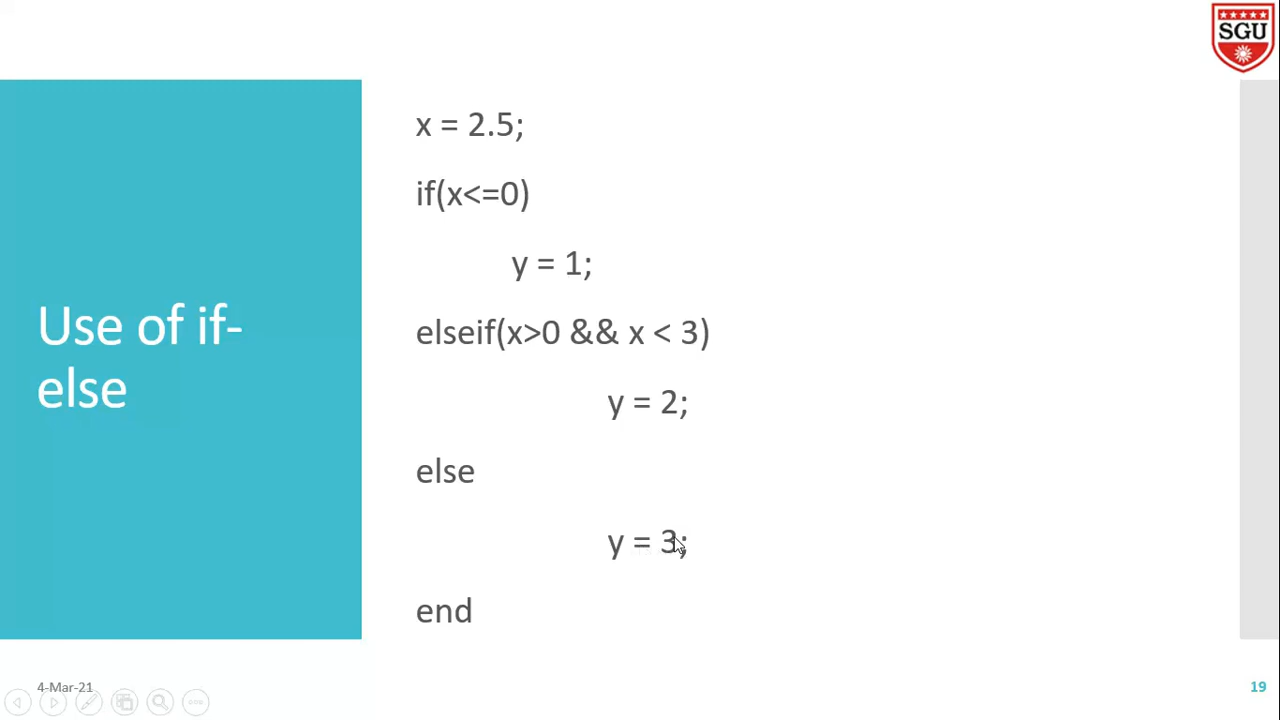 SGU
x = 2.5;
if(x<=0)
y = 1;
elseif(x>0 && x < 3)
y = 2;
else
y = 3;
end
Use of if-
else
4-Mar-21
19